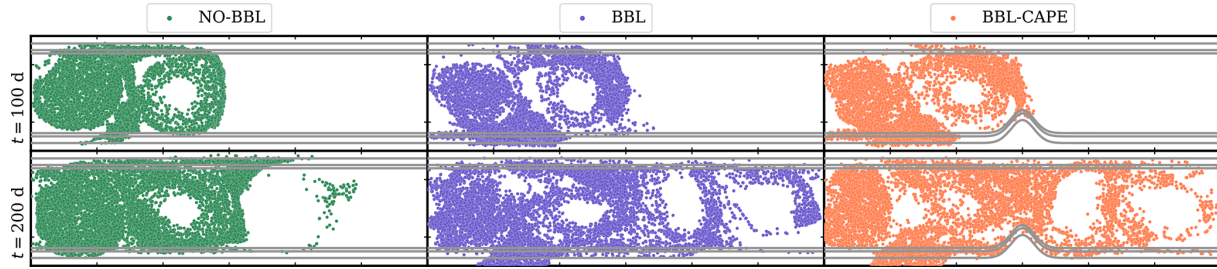 NO-BBL
BBL
BBL-CAPE
t = 100 d
t = 200 d